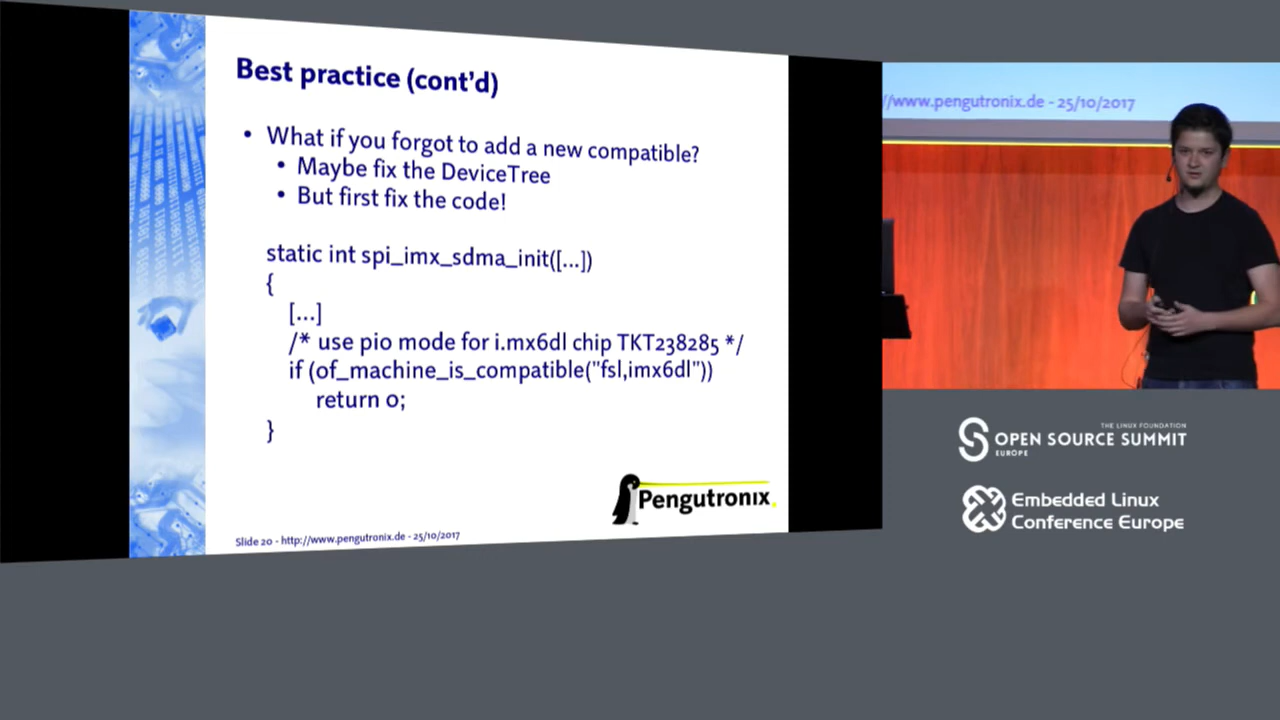 Best practice (cont'd)
• What if you forgot to add a new compatible?
• Maybe fix the DeviceTree
• But first fix the code!
static int spi_imx_sdma_init([...])
{
[...]
/* use pio mode for i.mx6dl chip TKT238285 */
if (of_machine_is_compatible("fsl,imx6dl"))
return 0;
}
Pengutronix.
Slide 20 - http://www.pengutronix.de - 25/10/2017
//www.pengutronix.de - 25/10/2017
THE LINUX FOUNDATION
OPEN SOURCE SUMMIT
EUROPE
Embedded Linux
Conference Europe